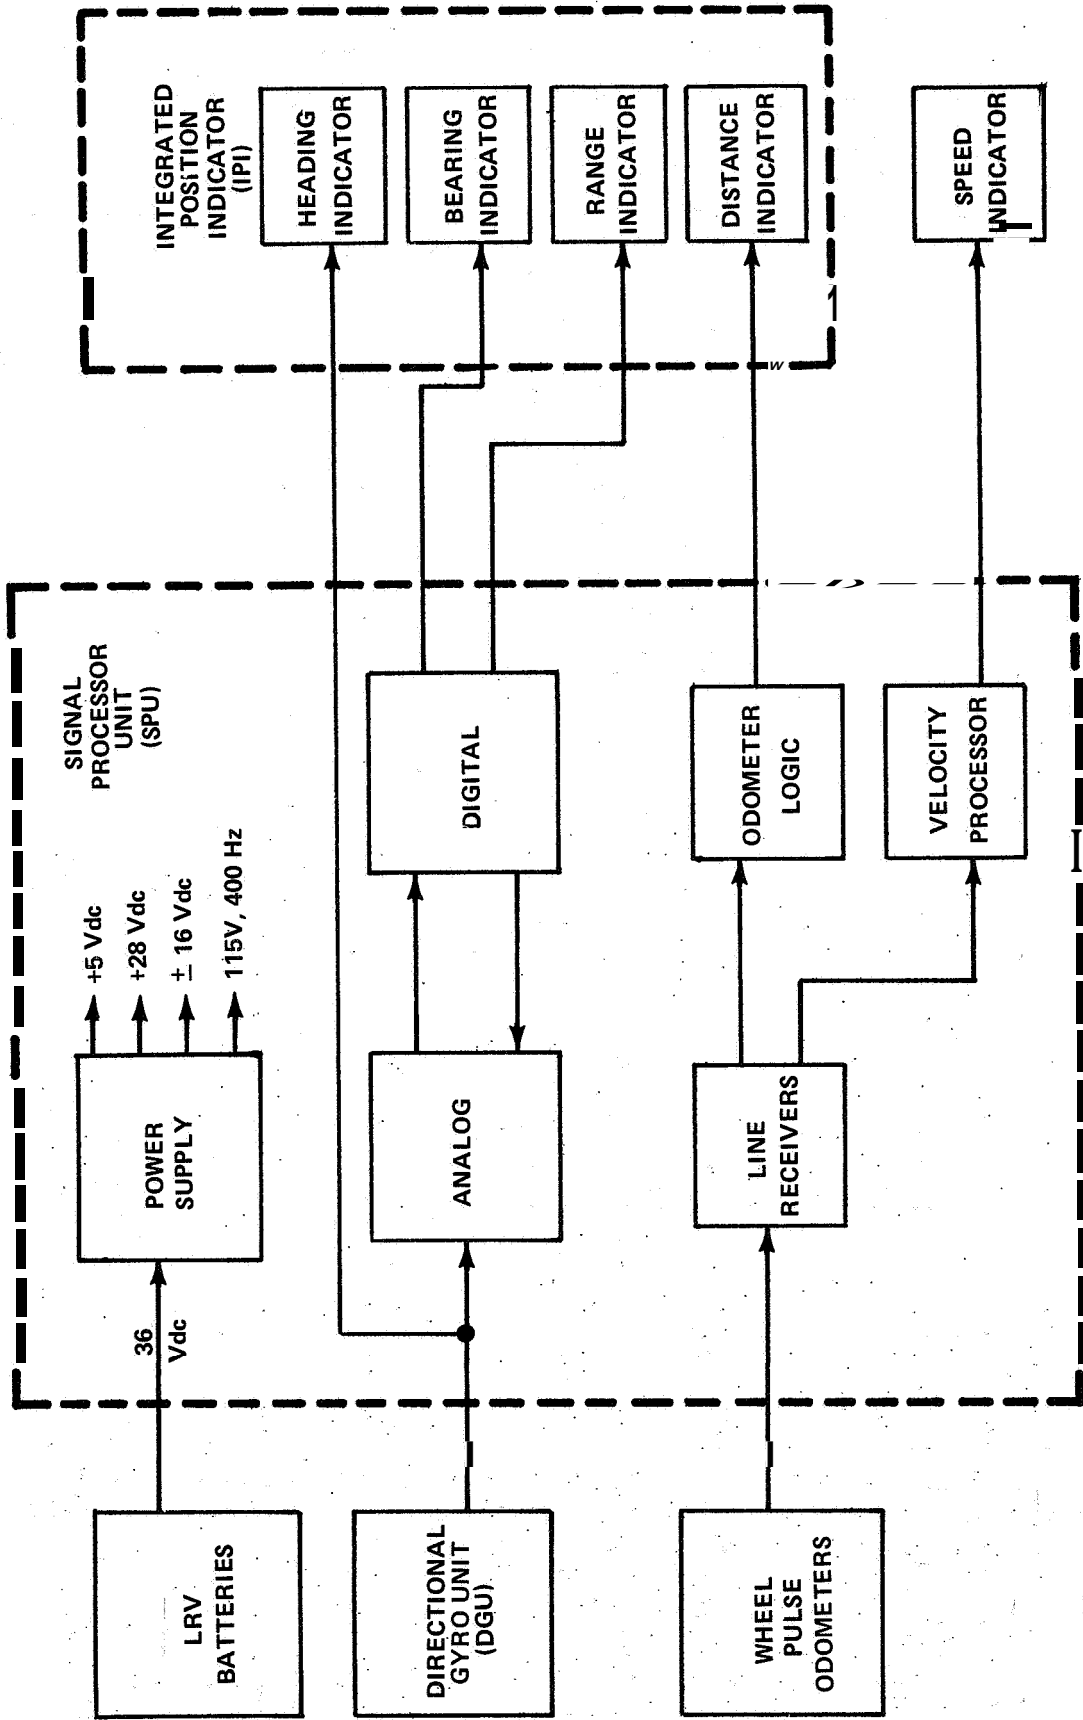 LRV
BATTERIES
DIRECTIONAL
GYRO UNIT
(DGU)
WHEEL
PULSE
ODOMETERS
36
Vdc
POWER
SUPPLY
+5 Vdc
+28 Vdc
± 16 Vdc
115V, 400 Hz
SIGNAL
PROCESSOR
UNIT
(SPU)
ANALOG
DIGITAL
LINE
RECEIVERS
ODOMETER
LOGIC
VELOCITY
PROCESSOR
INTEGRATED
POSITION
INDICATOR
(IPI)
HEADING
INDICATOR
BEARING
INDICATOR
RANGE
INDICATOR
DISTANCE
INDICATOR
SPEED
INDICATOR